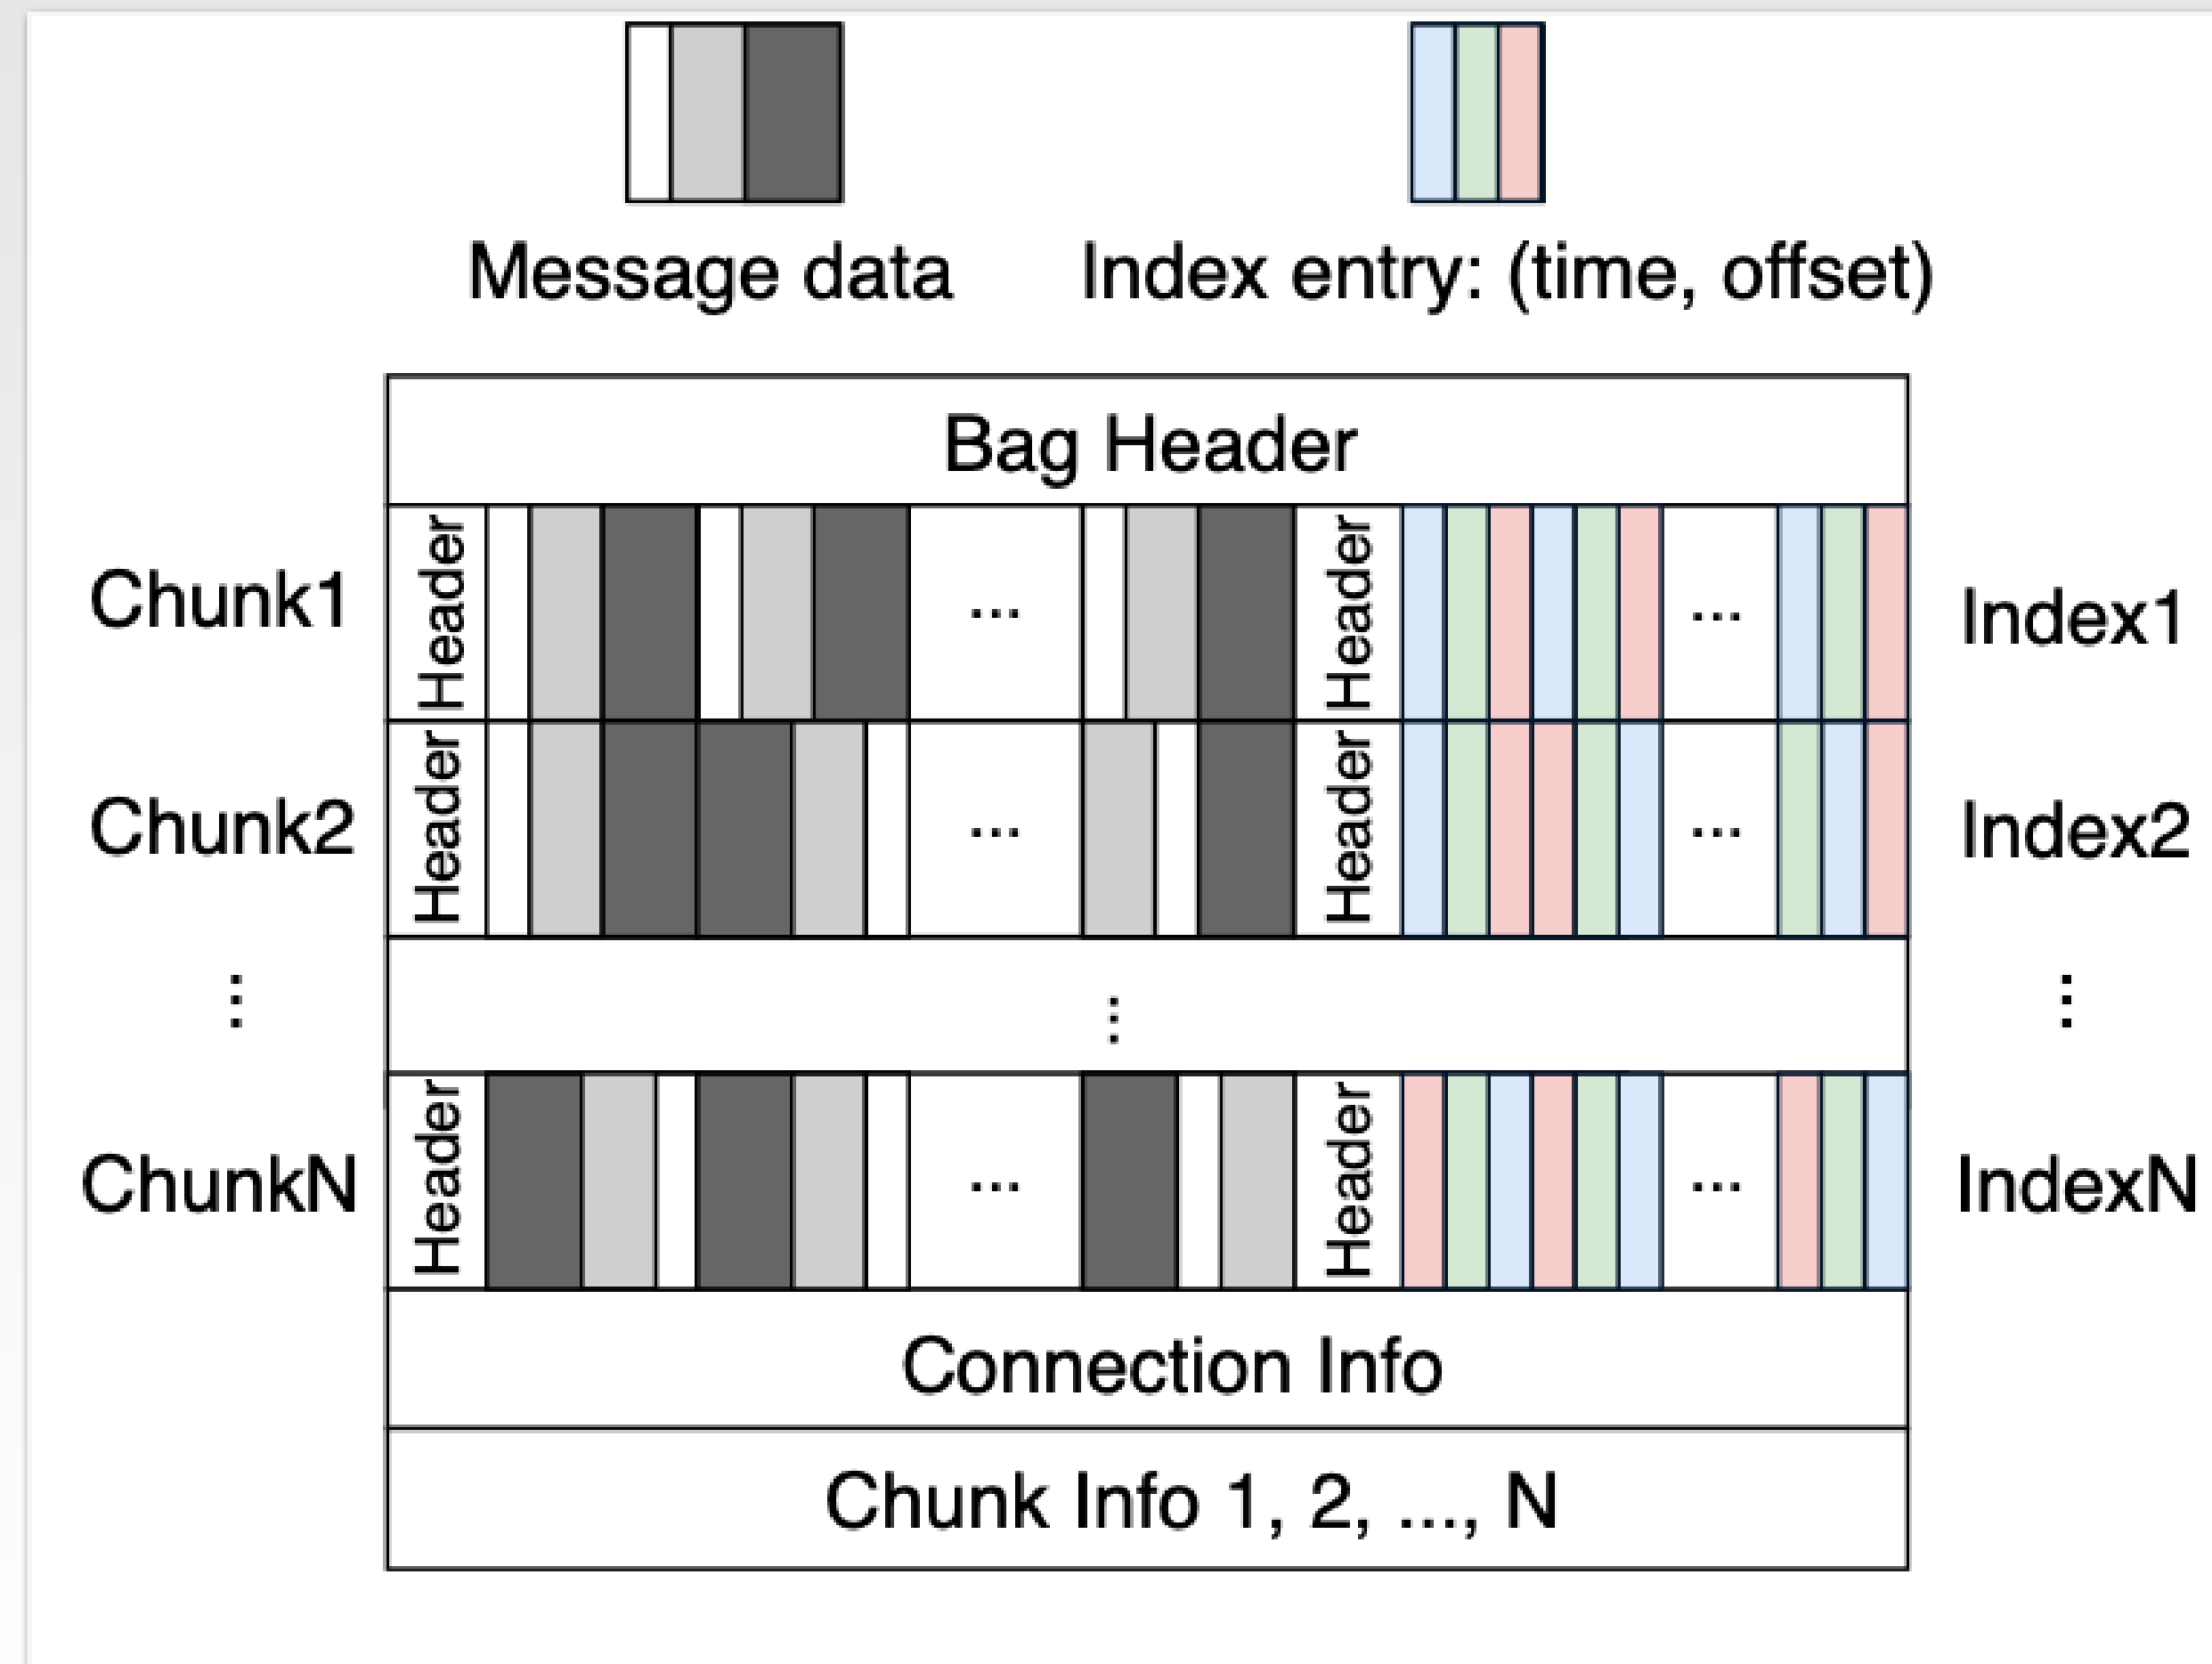 Message data
Index entry: (time, offset)
Bag Header
Chunk1
Header
...
Header
...
Index1
Chunk2
Header
...
Header
...
Index2
...
...
...
ChunkN
Header
...
Header
...
IndexN
Connection Info
Chunk Info 1, 2, ..., N